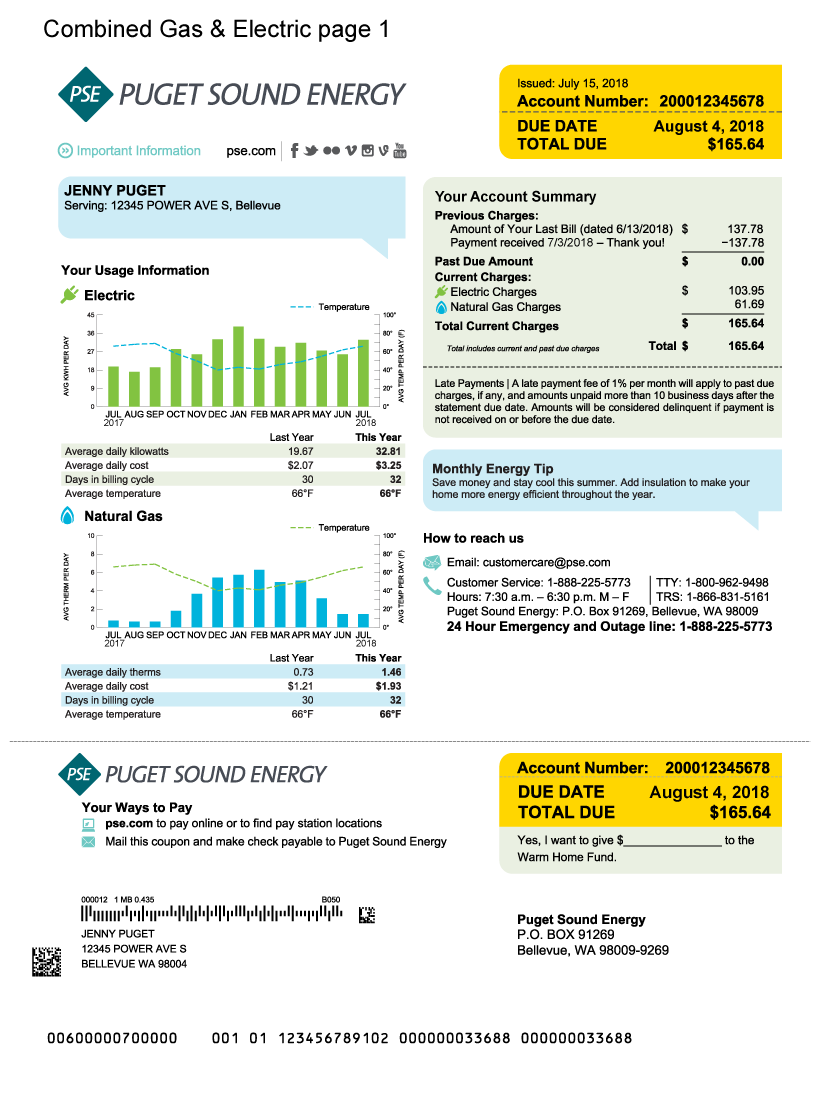 Combined Gas & Electric page 1
PSE PUGET SOUND ENERGY
Important Information pse.com You Tube
Issued: July 15, 2018
Account Number: 200012345678
DUE DATE August 4, 2018
TOTAL DUE $165.64
JENNY PUGET
Serving: 12345 POWER AVE S, Bellevue
Your Usage Information
Electric
Temperature
AVG KWH PER DAY
45
36
27
18
9
0
100°
80°
60°
40°
20°
0
AVG TEMP PER DAY (F)
JUL AUG SEP OCT NOV DEC JAN FEB MAR APR MAY JUN JUL
2017 2018
Last Year This Year
Average daily kilowatts 19.67 32.81
Average daily cost $2.07 $3.25
Days in billing cycle 30 32
Average temperature 66°F 66°F
Natural Gas
Temperature
AVG THERM PER DAY
10
8
6
4
2
0
100°
80°
60°
40°
20°
0
AVG TEMP PER DAY (F)
JUL AUG SEP OCT NOV DEC JAN FEB MAR APR MAY JUN JUL
2017 2018
Last Year This Year
Average daily therms 0.73 1.46
Average daily cost $1.21 $1.93
Days in billing cycle 30 32
Average temperature 66°F 66°F
Your Account Summary
Previous Charges:
Amount of Your Last Bill (dated 6/13/2018) $ 137.78
Payment received 7/3/2018 – Thank you! −137.78
Past Due Amount $ 0.00
Current Charges:
Electric Charges $ 103.95
Natural Gas Charges 61.69
Total Current Charges $ 165.64
Total includes current and past due charges Total $ 165.64
Late Payments | A late payment fee of 1% per month will apply to past due
charges, if any, and amounts unpaid more than 10 business days after the
statement due date. Amounts will be considered delinquent if payment is
not received on or before the due date.
Monthly Energy Tip
Save money and stay cool this summer. Add insulation to make your
home more energy efficient throughout the year.
How to reach us
Email: customercare@pse.com
Customer Service: 1-888-225-5773 TTY: 1-800-962-9498
Hours: 7:30 a.m. – 6:30 p.m. M – F TRS: 1-866-831-5161
Puget Sound Energy: P.O. Box 91269, Bellevue, WA 98009
24 Hour Emergency and Outage line: 1-888-225-5773
PSE PUGET SOUND ENERGY
Your Ways to Pay
pse.com to pay online or to find pay station locations
Mail this coupon and make check payable to Puget Sound Energy
Account Number: 200012345678
DUE DATE August 4, 2018
TOTAL DUE $165.64
Yes, I want to give $_______________ to the
Warm Home Fund.
000012 1 MB 0.435 B050
JENNY PUGET
12345 POWER AVE S
BELLEVUE WA 98004
Puget Sound Energy
P.O. BOX 91269
Bellevue, WA 98009-9269
00600000700000 001 01 123456789102 000000033688 000000033688